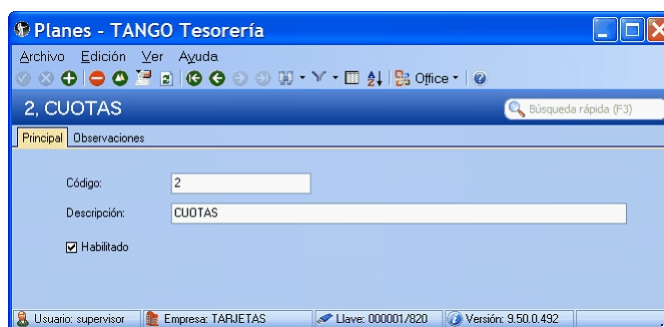 Planes - TANGO Tesorería
Archivo Edición Ver Ayuda
Office
2, CUOTAS
Búsqueda rápida (F3)
Principal Observaciones
Código: 2
Descripción: CUOTAS
Habilitado
Usuario: supervisor Empresa: TARJETAS Llave: 000001/820 Versión: 9.50.0.492